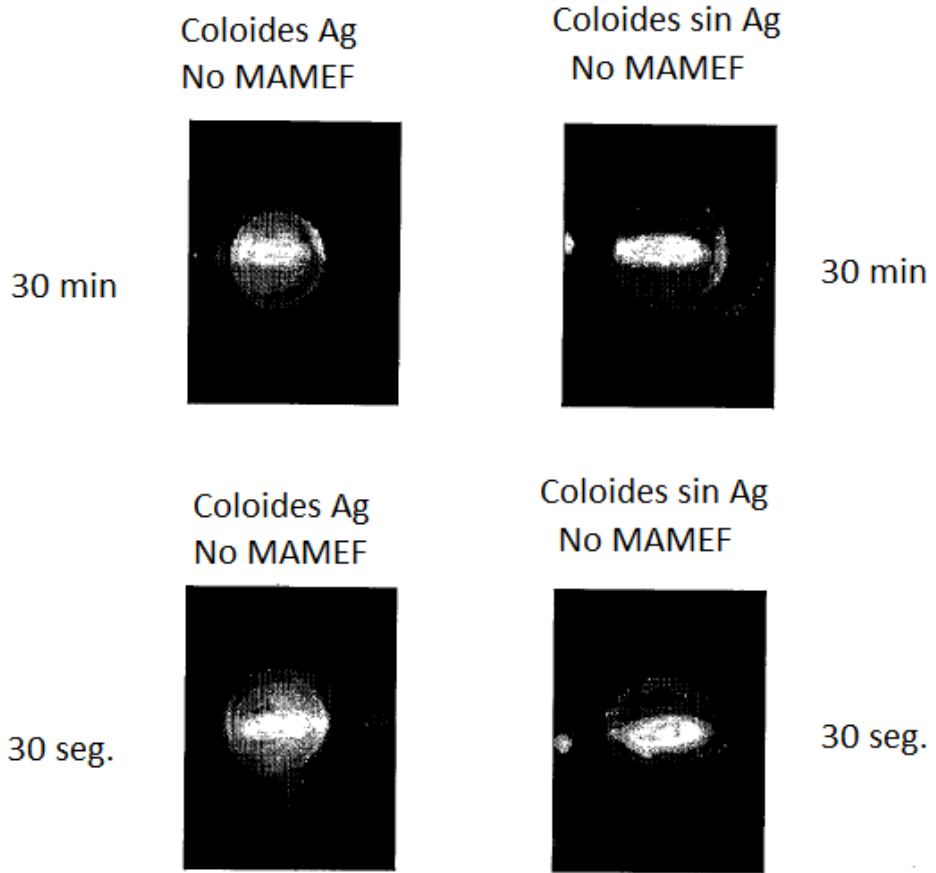 Coloides Ag
No MAMEF
Coloides sin Ag
No MAMEF
30 min
30 min
Coloides Ag
No MAMEF
Coloides sin Ag
No MAMEF
30 seg.
30 seg.